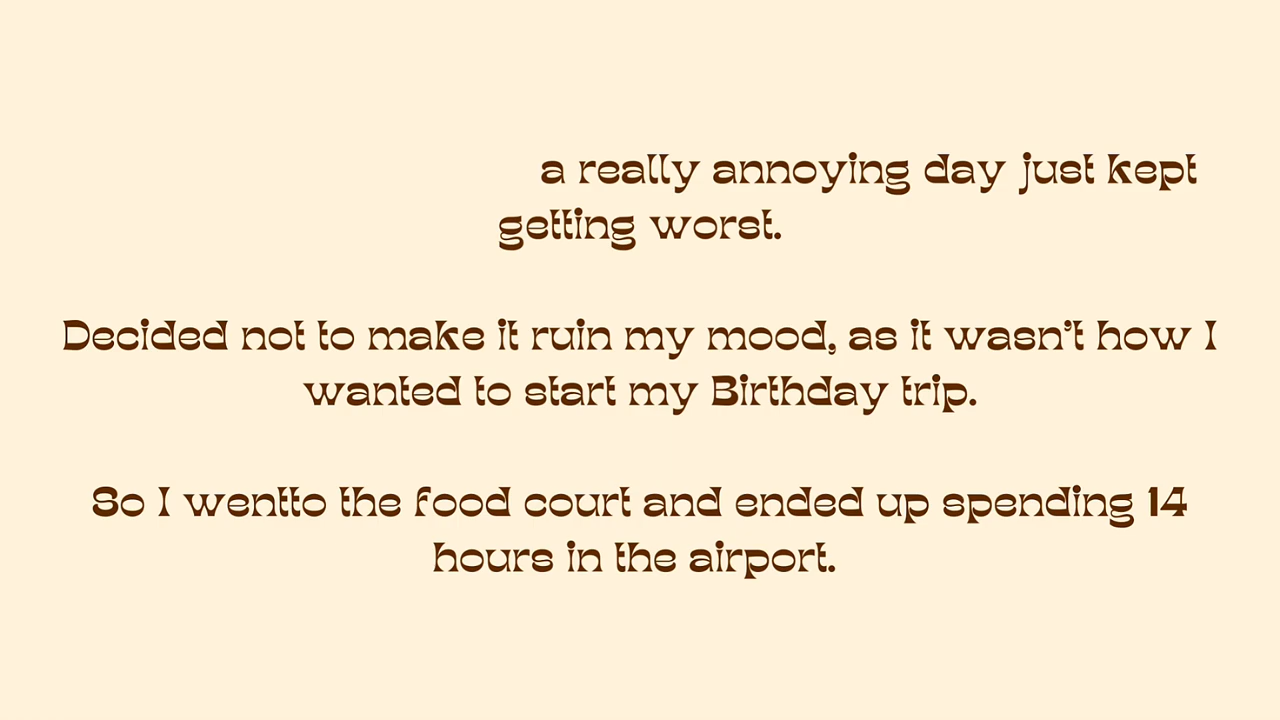 a really annoying day just kept
getting worst.
Decided not to make it ruin my mood, as it wasn't how I
wanted to start my Birthday trip.
So I wentto the food court and ended up spending 14
hours in the airport.